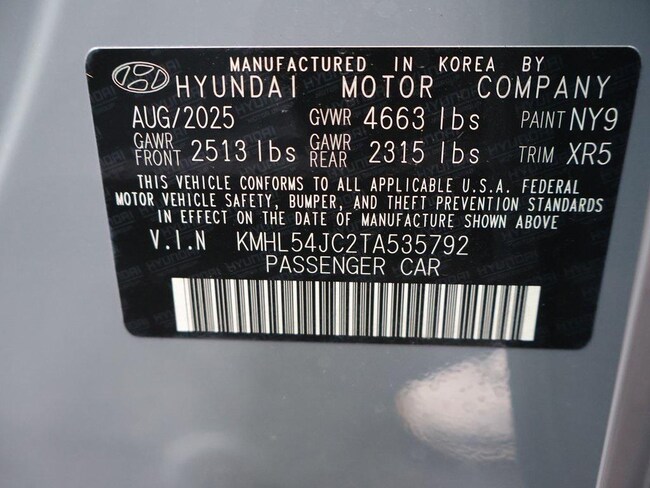 MANUFACTURED IN KOREA BY
HYUNDAI MOTOR COMPANY
AUG/2025 GVWR 4663 lbs PAINT NY9
GAWR FRONT 2513 lbs GAWR REAR 2315 lbs TRIM XR5
THIS VEHICLE CONFORMS TO ALL APPLICABLE U.S.A. FEDERAL
MOTOR VEHICLE SAFETY, BUMPER, AND THEFT PREVENTION STANDARDS
IN EFFECT ON THE DATE OF MANUFACTURE SHOWN ABOVE
V.I.N KMHL54JC2TA535792
PASSENGER CAR